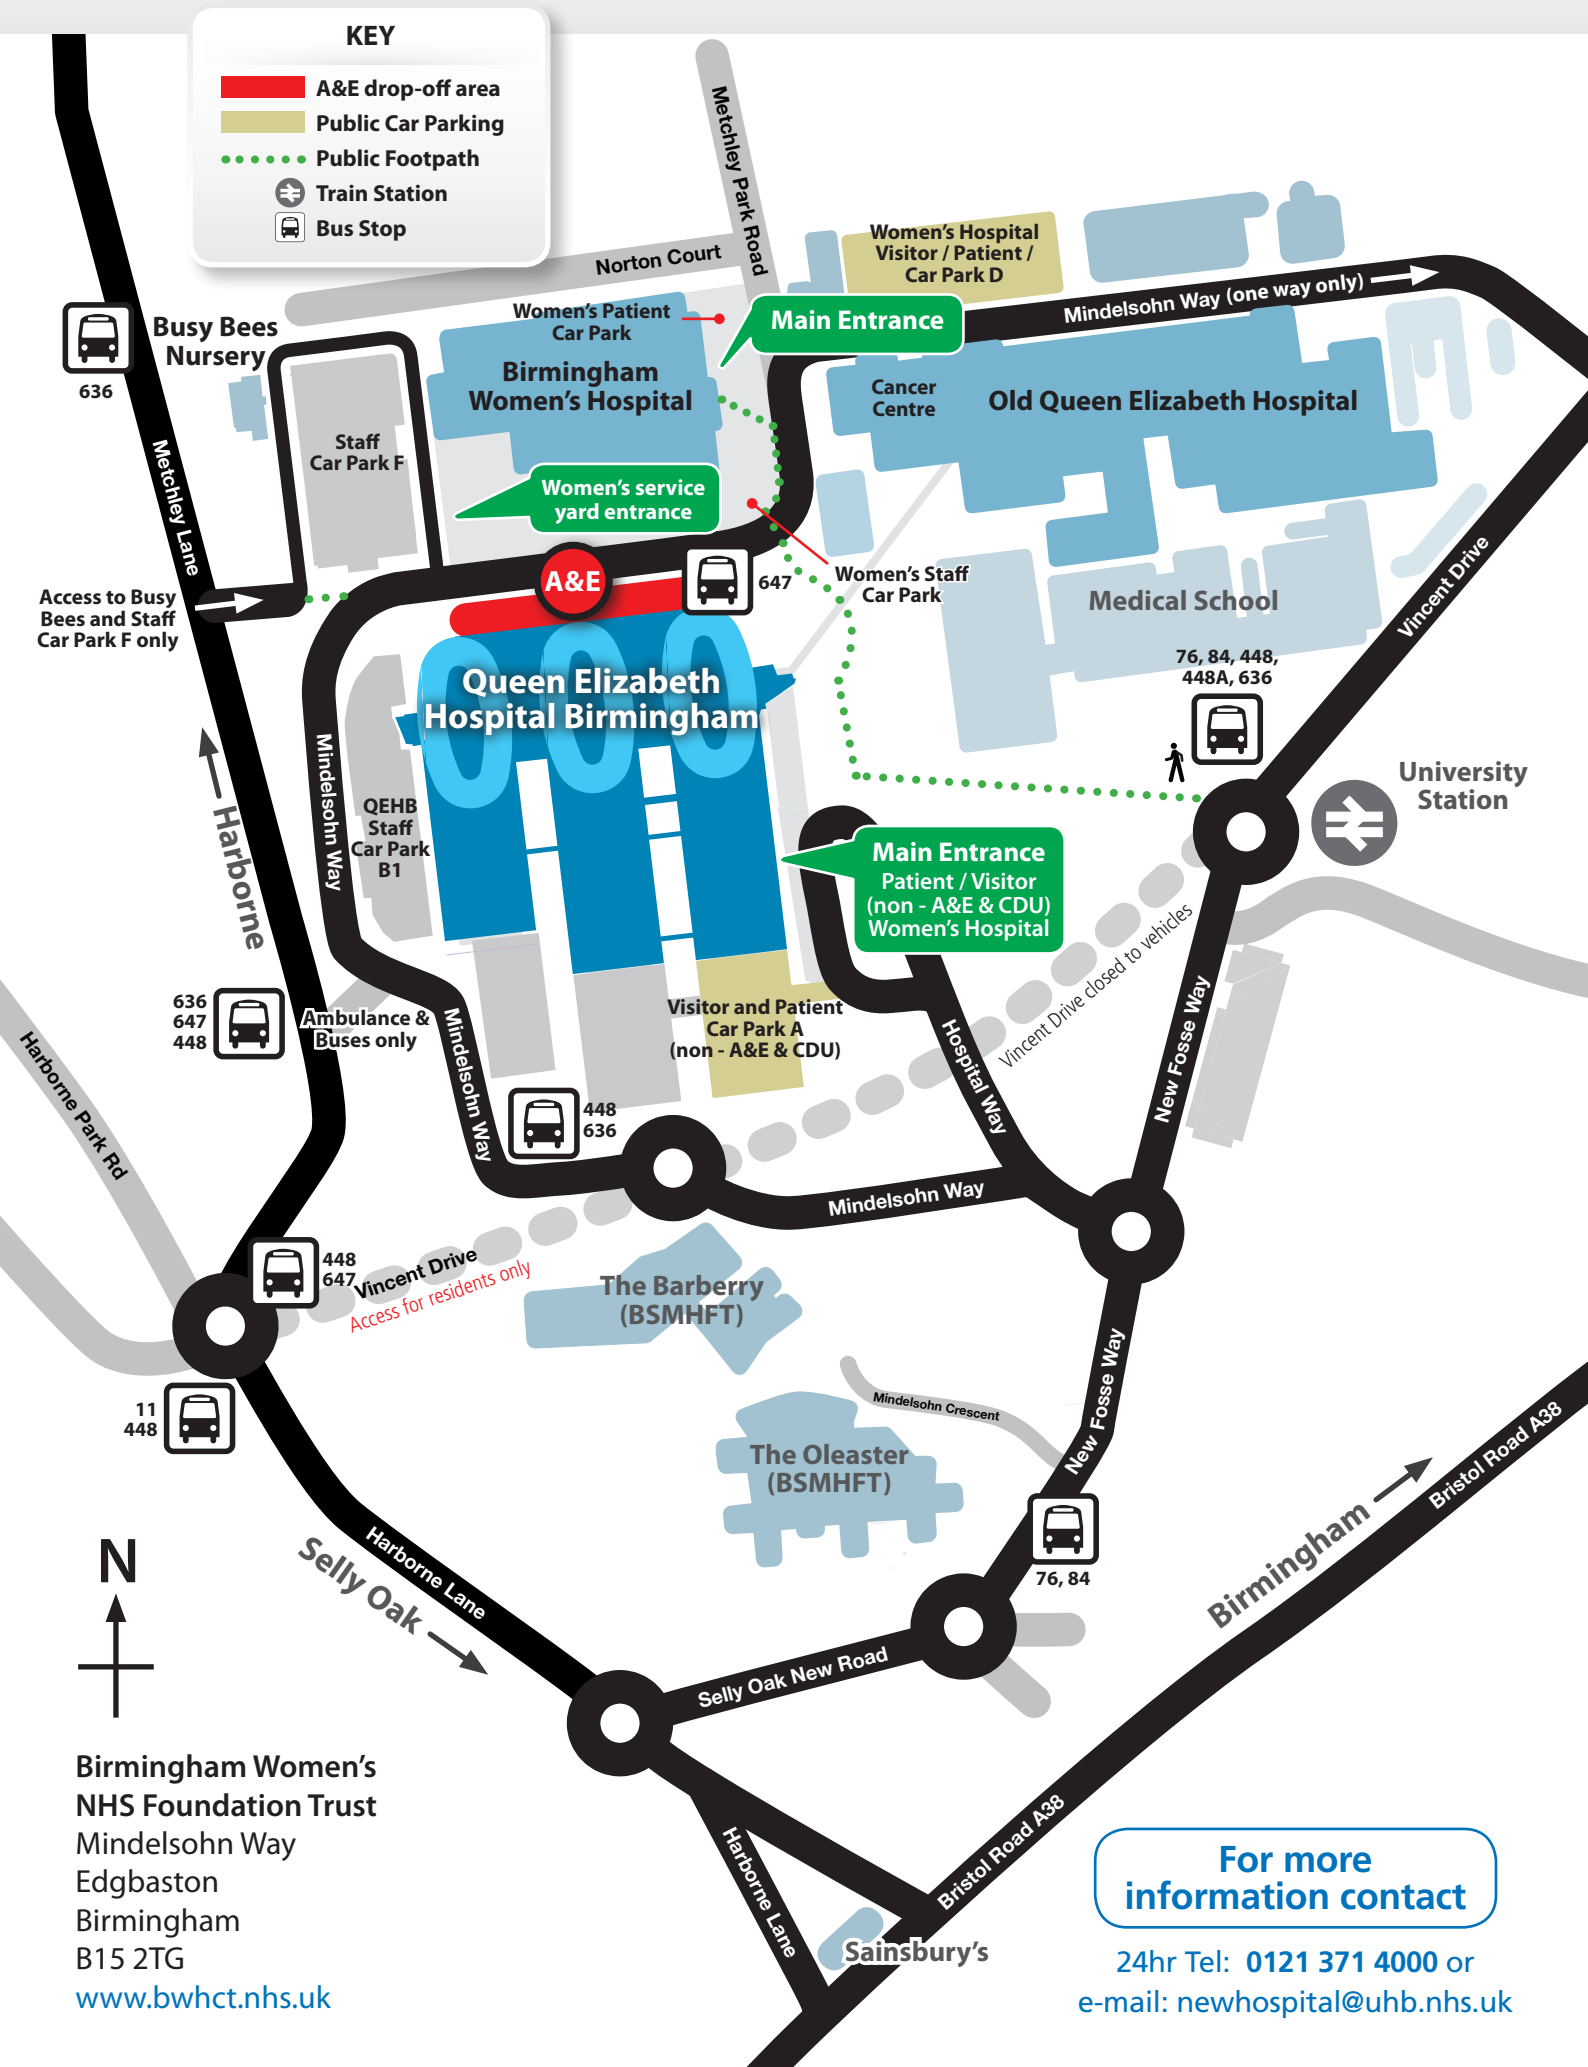 KEY
A&E drop-off area
Public Car Parking
Public Footpath
Train Station
Bus Stop
Metchley Park Road
Norton Court
Women's Hospital
Visitor / Patient /
Car Park D
Mindelsohn Way (one way only)
Women's Patient
Car Park
Main Entrance
Busy Bees
Nursery
636
Birmingham
Women's Hospital
Cancer
Centre
Old Queen Elizabeth Hospital
Staff
Car Park F
Metchley Lane
Women's service
yard entrance
A&E
647
Women's Staff
Car Park
Medical School
Vincent Drive
Access to Busy
Bees and Staff
Car Park F only
76, 84, 448,
448A, 636
Queen Elizabeth
Hospital Birmingham
University
Station
Mindelsohn Way
QEHB
Staff
Car Park
B1
Harborne
Main Entrance
Patient / Visitor
(non - A&E & CDU)
Women's Hospital
Vincent Drive closed to vehicles
636
647
448
Ambulance &
Buses only
Visitor and Patient
Car Park A
(non - A&E & CDU)
Harborne Park Rd
Mindelsohn Way
Hospital Way
New Fosse Way
448
636
Mindelsohn Way
448
647
Vincent Drive
Access for residents only
The Barberry
(BSMHFT)
11
448
Mindelsohn Crescent
New Fosse Way
The Oleaster
(BSMHFT)
76, 84
Bristol Road A38
Birmingham
N
Selly Oak
Harborne Lane
Selly Oak New Road
Birmingham Women's
NHS Foundation Trust
Mindelsohn Way
Edgbaston
Birmingham
B15 2TG
www.bwhct.nhs.uk
Harborne Lane
Bristol Road A38
Sainsbury's
For more
information contact
24hr Tel: 0121 371 4000 or
e-mail: newhospital@uhb.nhs.uk